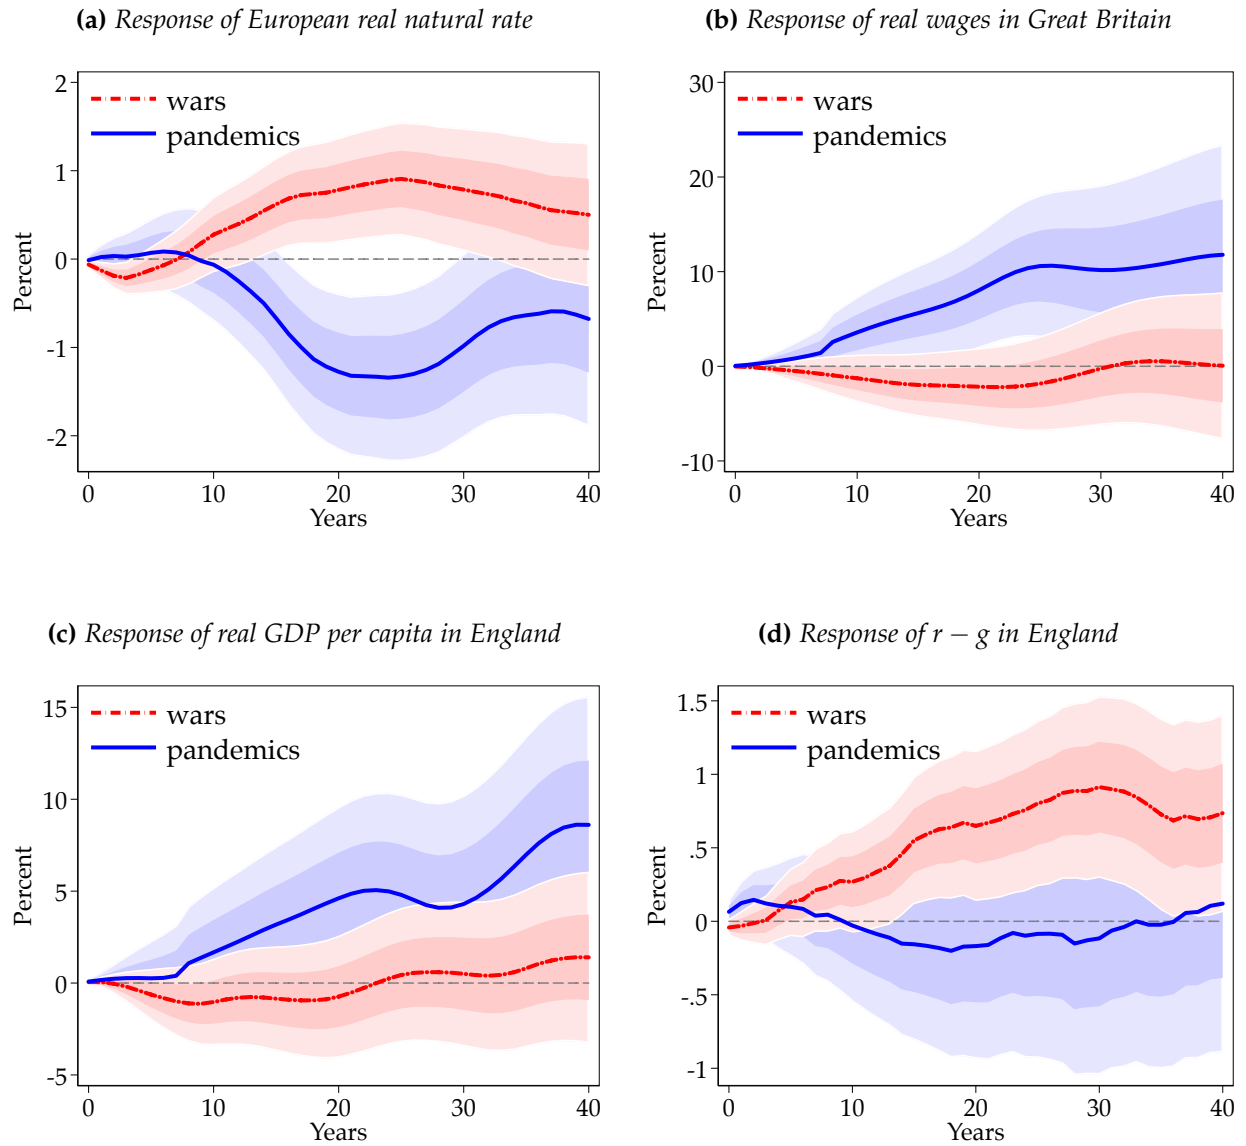 (a) Response of European real natural rate
2
1
0
-1
-2
Percent
wars
pandemics
0 10 20 30 40
Years
(b) Response of real wages in Great Britain
30
20
10
0
-10
Percent
wars
pandemics
0 10 20 30 40
Years
(c) Response of real GDP per capita in England
15
10
5
0
-5
Percent
wars
pandemics
0 10 20 30 40
Years
(d) Response of r − g in England
1.5
1
.5
0
-.5
-1
Percent
wars
pandemics
0 10 20 30 40
Years